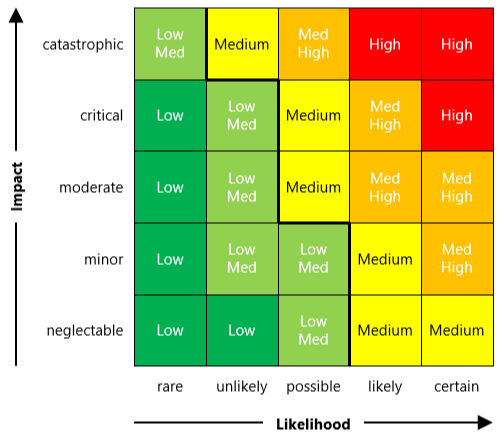 catastrophic
Low
Med
Medium
Med
High
High
High
critical
Low
Low
Med
Medium
Med
High
High
Impact
moderate
Low
Low
Med
Medium
Med
High
Med
High
minor
Low
Low
Med
Low
Med
Medium
Med
High
neglectable
Low
Low
Low
Med
Medium
Medium
rare
unlikely
possible
likely
certain
Likelihood